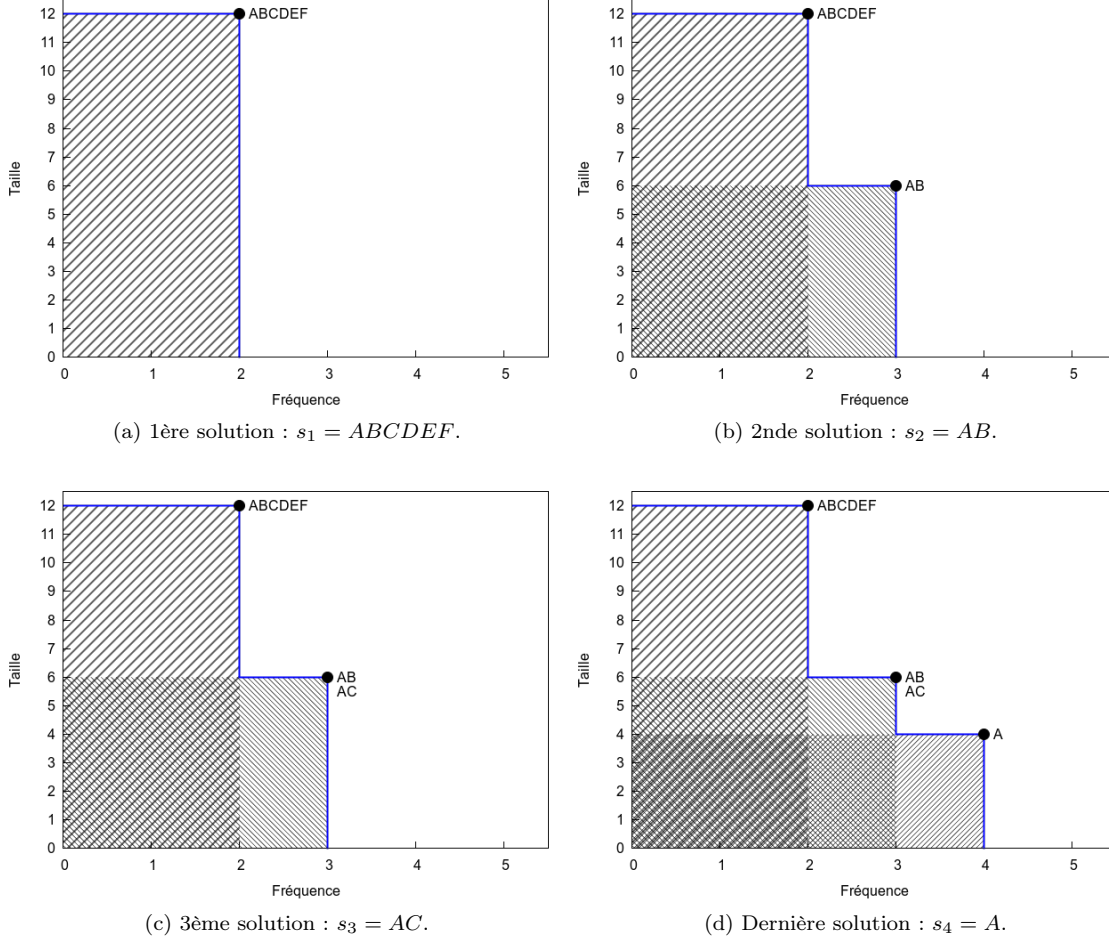 12
11
10
9
8
7
6
5
4
3
2
1
0
Taille
ABCDEF
0 1 2 3 4 5
Fréquence
(a) 1ère solution : s₁ = ABCDEF.
12
11
10
9
8
7
6
5
4
3
2
1
0
Taille
ABCDEF
AB
0 1 2 3 4 5
Fréquence
(b) 2nde solution : s₂ = AB.
12
11
10
9
8
7
6
5
4
3
2
1
0
Taille
ABCDEF
AB
AC
0 1 2 3 4 5
Fréquence
(c) 3ème solution : s₃ = AC.
12
11
10
9
8
7
6
5
4
3
2
1
0
Taille
ABCDEF
AB
AC
A
0 1 2 3 4 5
Fréquence
(d) Dernière solution : s₄ = A.